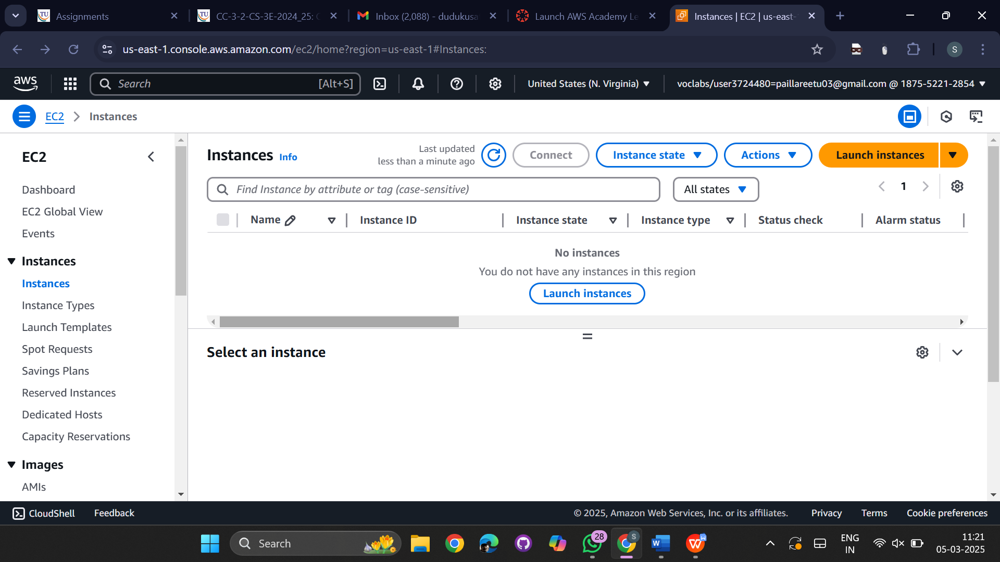 Assignments
CC-3-2-CS-3E-2024_25: C
Inbox (2,088) - dudukusa
Launch AWS Academy Le
Instances | EC2 | us-east-
us-east-1.console.aws.amazon.com/ec2/home?region=us-east-1#Instances:
S
aws
Search [Alt+S]
United States (N. Virginia)
voclabs/user3724480=paillareetu03@gmail.com @ 1875-5221-2854
EC2
Instances
EC2
Dashboard
EC2 Global View
Events
Instances
Instances
Instance Types
Launch Templates
Spot Requests
Savings Plans
Reserved Instances
Dedicated Hosts
Capacity Reservations
Images
AMIs
Instances Info
Last updated
less than a minute ago
Connect
Instance state
Actions
Launch instances
Find Instance by attribute or tag (case-sensitive)
All states
1
Name
Instance ID
Instance state
Instance type
Status check
Alarm status
No instances
You do not have any instances in this region
Launch instances
Select an instance
CloudShell
Feedback
© 2025, Amazon Web Services, Inc. or its affiliates.
Privacy
Terms
Cookie preferences
Search
28
S
W
W
ENG
IN
11:21
05-03-2025